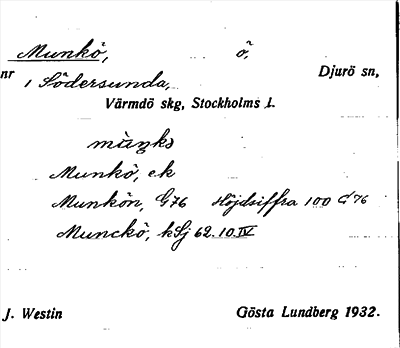 Munkö, ö,
nr 1 Södersunda, Djurö sn,
Värmdö skg, Stockholms l.
mùŋkə
Munkö, ek
Munkön, G76 Höjdsiffra 100 G76
Munckö, kSj 62.10.IV
J. Westin Gösta Lundberg 1932.